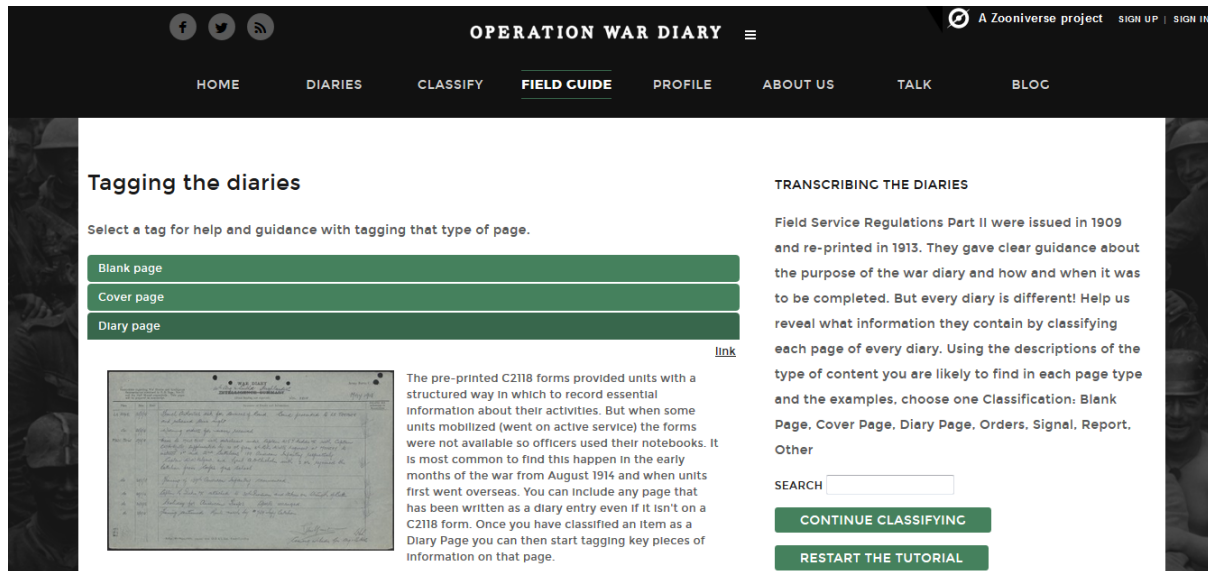 OPERATION WAR DIARY
A Zooniverse project SIGN UP | SIGN IN
HOME DIARIES CLASSIFY FIELD GUIDE PROFILE ABOUT US TALK BLOG
Tagging the diaries
Select a tag for help and guidance with tagging that type of page.
Blank page
Cover page
Diary page
link
WAR DIARY
The pre-printed C2118 forms provided units with a
structured way in which to record essential
information about their activities. But when some
units mobilized (went on active service) the forms
were not available so officers used their notebooks. It
is most common to find this happen in the early
months of the war from August 1914 and when units
first went overseas. You can include any page that
has been written as a diary entry even if it isn't on a
C2118 form. Once you have classified an item as a
Diary Page you can then start tagging key pieces of
information on that page.
TRANSCRIBING THE DIARIES
Field Service Regulations Part II were issued in 1909
and re-printed in 1913. They gave clear guidance about
the purpose of the war diary and how and when it was
to be completed. But every diary is different! Help us
reveal what information they contain by classifying
each page of every diary. Using the descriptions of the
type of content you are likely to find in each page type
and the examples, choose one Classification: Blank
Page, Cover Page, Diary Page, Orders, Signal, Report,
Other
SEARCH
CONTINUE CLASSIFYING
RESTART THE TUTORIAL